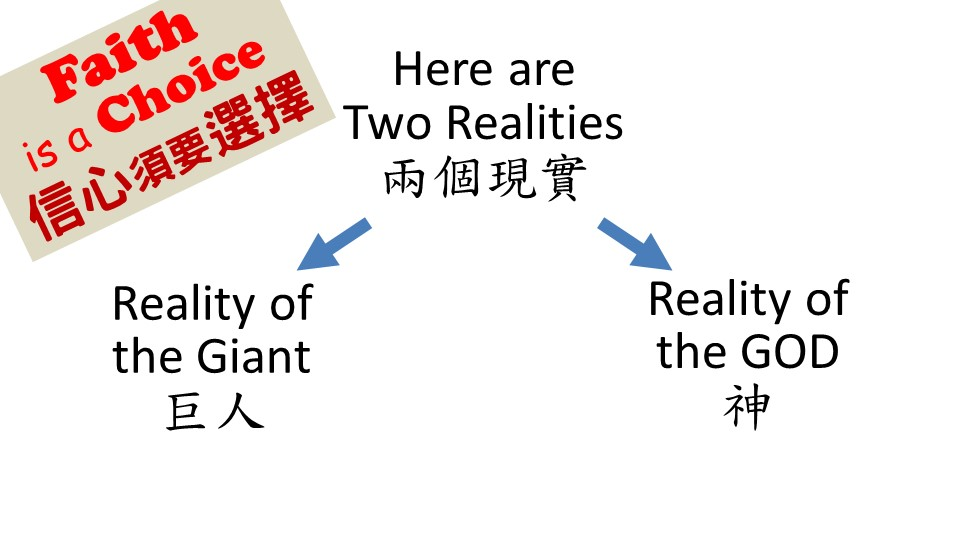 Faith
is a Choice
信心須要選擇
Here are
Two Realities
兩個現實
Reality of
the Giant
巨人
Reality of
the GOD
神